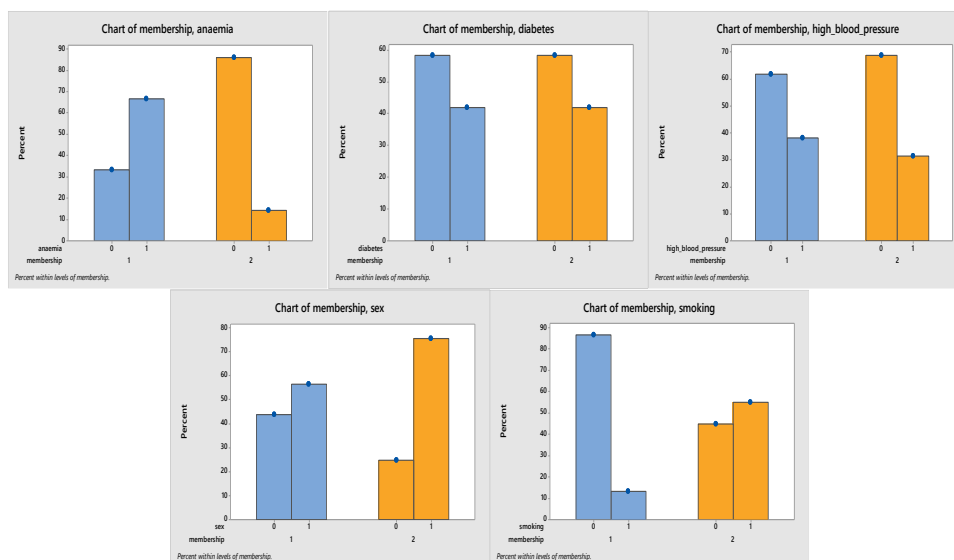 Chart of membership, anaemia
90
80
70
60
50
40
30
20
10
0
Percent
anaemia 0 1 0 1
membership 1 2
Percent within levels of membership.
Chart of membership, diabetes
60
50
40
30
20
10
0
Percent
diabetes 0 1 0 1
membership 1 2
Percent within levels of membership.
Chart of membership, high_blood_pressure
70
60
50
40
30
20
10
0
Percent
high_blood_pressure 0 1 0 1
membership 1 2
Percent within levels of membership.
Chart of membership, sex
80
70
60
50
40
30
20
10
0
Percent
sex 0 1 0 1
membership 1 2
Percent within levels of membership.
Chart of membership, smoking
90
80
70
60
50
40
30
20
10
0
Percent
smoking 0 1 0 1
membership 1 2
Percent within levels of membership.